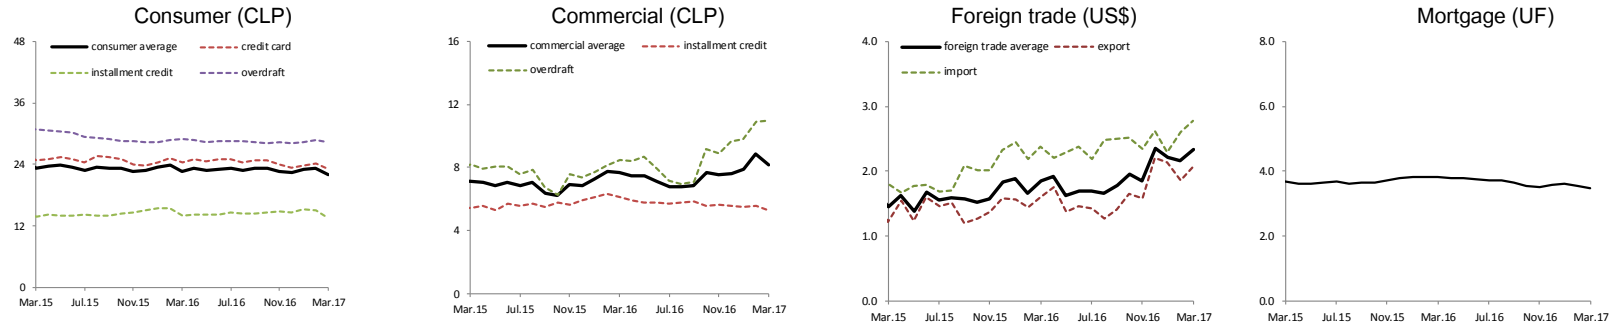 Consumer (CLP)
48
consumer average
credit card
installment credit
overdraft
36
24
12
0
Mar.15
Jul.15
Nov.15
Mar.16
Jul.16
Nov.16
Mar.17
Commercial (CLP)
16
commercial average
installment credit
overdraft
12
8
4
0
Mar.15
Jul.15
Nov.15
Mar.16
Jul.16
Nov.16
Mar.17
Foreign trade (US$)
4.0
foreign trade average
export
import
3.0
2.0
1.0
0.0
Mar.15
Jul.15
Nov.15
Mar.16
Jul.16
Nov.16
Mar.17
Mortgage (UF)
8.0
6.0
4.0
2.0
0.0
Mar.15
Jul.15
Nov.15
Mar.16
Jul.16
Nov.16
Mar.17